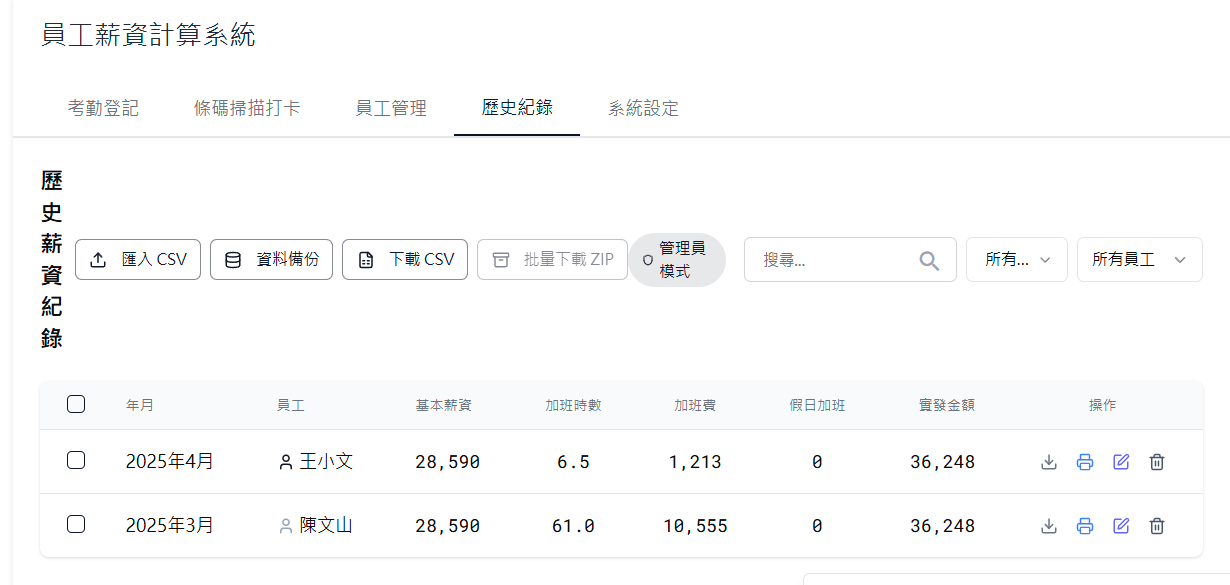 員工薪資計算系統
考勤登記 條碼掃描打卡 員工管理 歷史紀錄 系統設定
歷史薪資紀錄
匯入 CSV 資料備份 下載 CSV 批量下載 ZIP 管理員模式 搜尋... 所有... 所有員工
年月 員工 基本薪資 加班時數 加班費 假日加班 實發金額 操作
2025年4月 王小文 28,590 6.5 1,213 0 36,248
2025年3月 陳文山 28,590 61.0 10,555 0 36,248